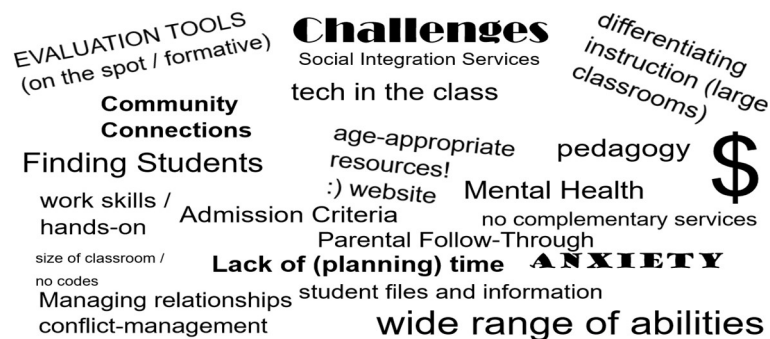 Challenges
Social Integration Services
EVALUATION TOOLS
(on the spot / formative)
differentiating
instruction (large
classrooms)
tech in the class
Community
Connections
age-appropriate
resources!
:) website
pedagogy
$
Finding Students
Mental Health
work skills /
hands-on
Admission Criteria
no complementary services
Parental Follow-Through
size of classroom /
no codes
Lack of (planning) time
ANXIETY
Managing relationships
conflict-management
student files and information
wide range of abilities